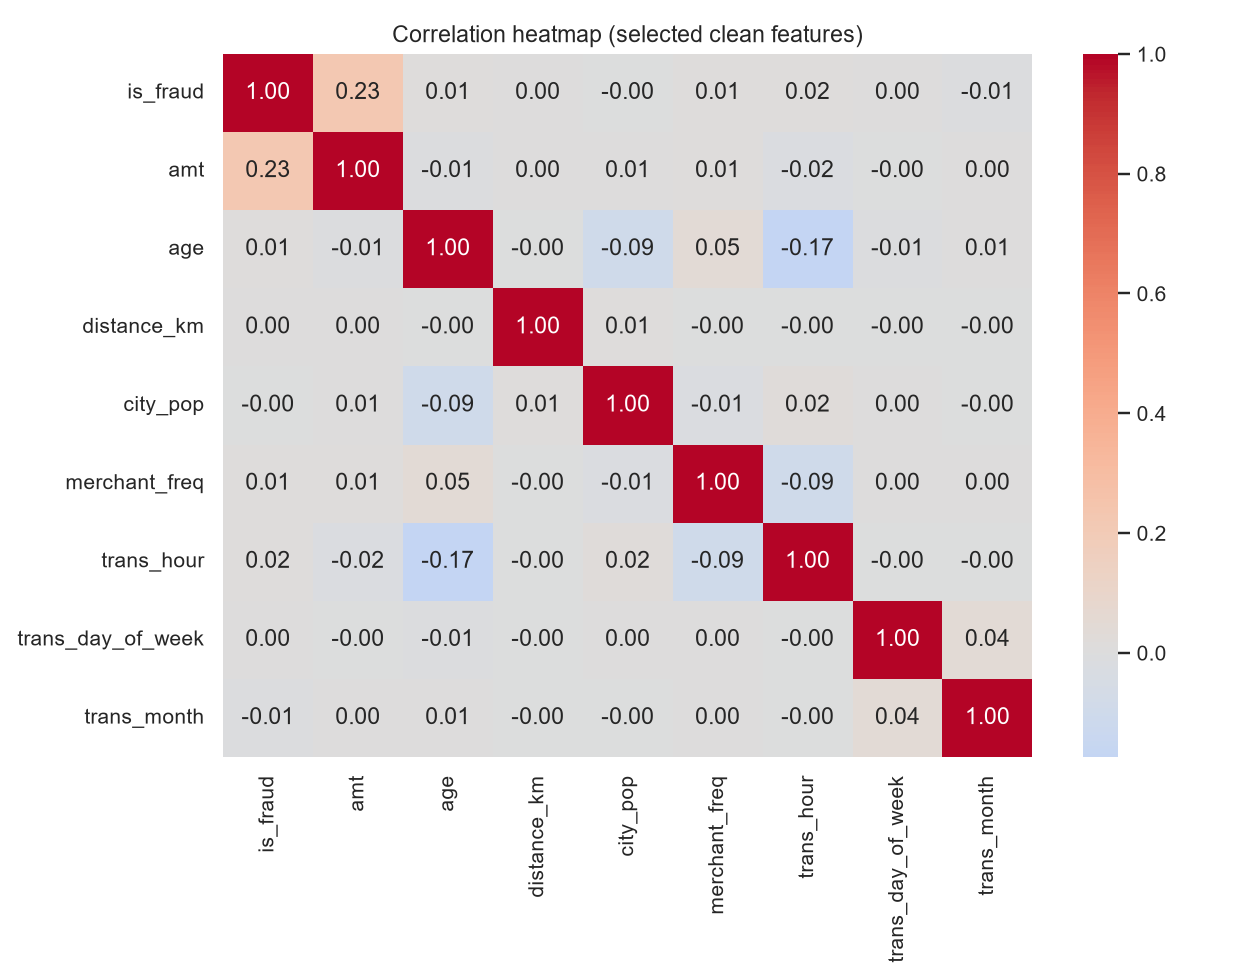 Correlation heatmap (selected clean features)
is_fraud 1.00 0.23 0.01 0.00 -0.00 0.01 0.02 0.00 -0.01
amt 0.23 1.00 -0.01 0.00 0.01 0.01 -0.02 -0.00 0.00
age 0.01 -0.01 1.00 -0.00 -0.09 0.05 -0.17 -0.01 0.01
distance_km 0.00 0.00 -0.00 1.00 0.01 -0.00 -0.00 -0.00 -0.00
city_pop -0.00 0.01 -0.09 0.01 1.00 -0.01 0.02 0.00 -0.00
merchant_freq 0.01 0.01 0.05 -0.00 -0.01 1.00 -0.09 0.00 0.00
trans_hour 0.02 -0.02 -0.17 -0.00 0.02 -0.09 1.00 -0.00 -0.00
trans_day_of_week 0.00 -0.00 -0.01 -0.00 0.00 0.00 -0.00 1.00 0.04
trans_month -0.01 0.00 0.01 -0.00 -0.00 0.00 -0.00 0.04 1.00
is_fraud
amt
age
distance_km
city_pop
merchant_freq
trans_hour
trans_day_of_week
trans_month
1.0
0.8
0.6
0.4
0.2
0.0